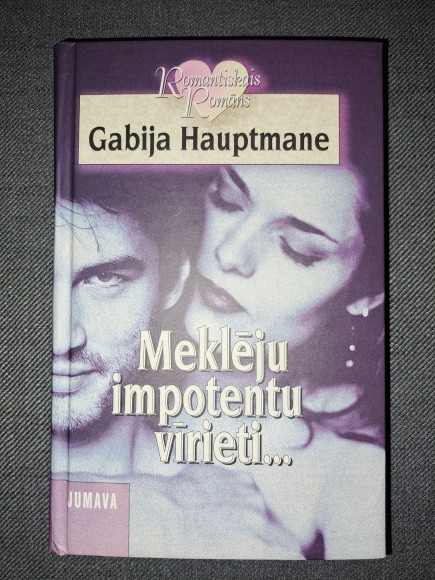 Romantiskais
Romāns
Gabija Hauptmane
Meklēju
impotentu
vīrieti...
JUMAVA